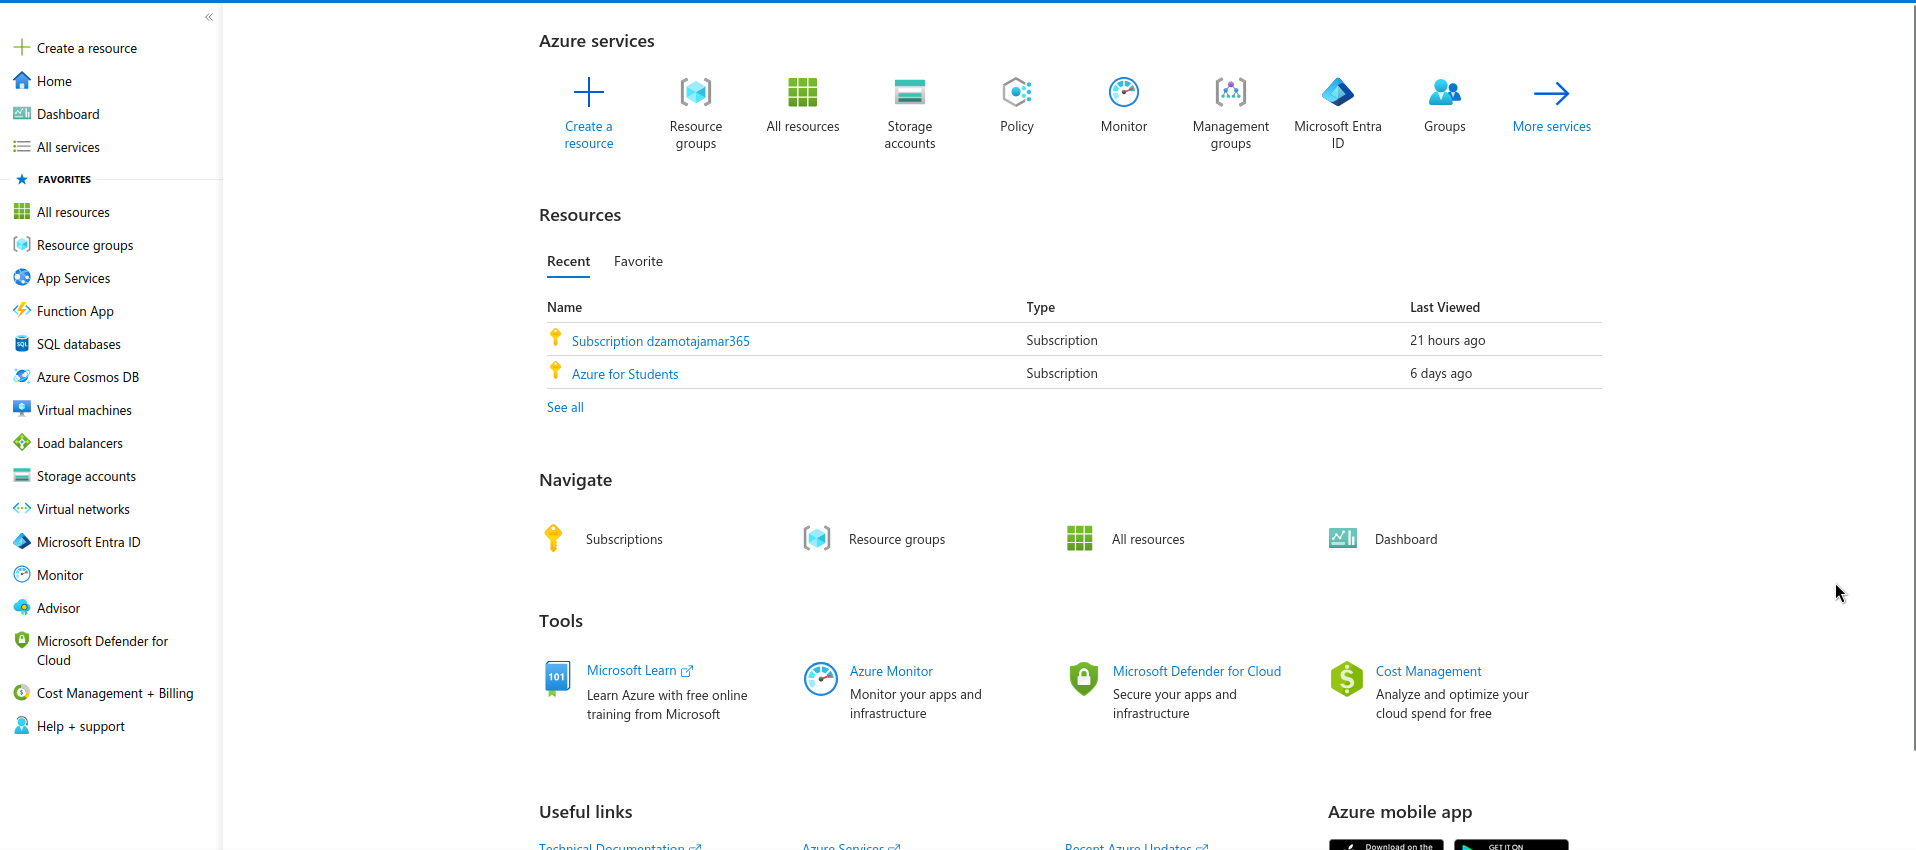 «
Create a resource
Home
Dashboard
All services
FAVORITES
All resources
Resource groups
App Services
Function App
SQL databases
Azure Cosmos DB
Virtual machines
Load balancers
Storage accounts
Virtual networks
Microsoft Entra ID
Monitor
Advisor
Microsoft Defender for
Cloud
Cost Management + Billing
Help + support
Azure services
Create a
resource
Resource
groups
All resources
Storage
accounts
Policy
Monitor
Management
groups
Microsoft Entra
ID
Groups
More services
Resources
Recent
Favorite
Name Type Last Viewed
Subscription dzamotajamar365 Subscription 21 hours ago
Azure for Students Subscription 6 days ago
See all
Navigate
Subscriptions
Resource groups
All resources
Dashboard
Tools
101
Microsoft Learn
Learn Azure with free online
training from Microsoft
Azure Monitor
Monitor your apps and
infrastructure
Microsoft Defender for Cloud
Secure your apps and
infrastructure
Cost Management
Analyze and optimize your
cloud spend for free
Useful links
Technical Documentation
Azure Services
Recent Azure Updates
Azure mobile app
Download on the
GET IT ON